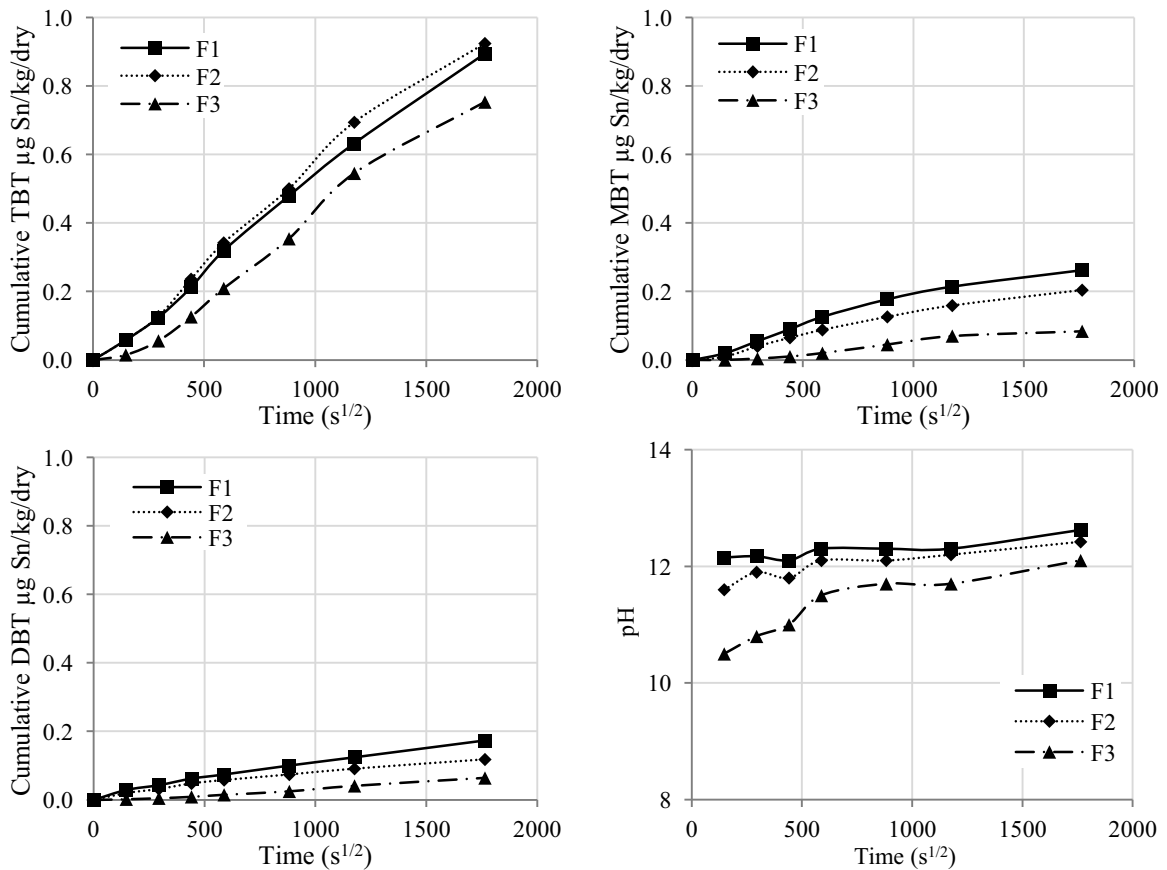 Cumulative TBT µg Sn/kg/dry
1.0
0.8
0.6
0.4
0.2
0.0
F1
F2
F3
0 500 1000 1500 2000
Time (s1/2)
Cumulative MBT µg Sn/kg/dry
1.0
0.8
0.6
0.4
0.2
0.0
F1
F2
F3
0 500 1000 1500 2000
Time (s1/2)
Cumulative DBT µg Sn/kg/dry
1.0
0.8
0.6
0.4
0.2
0.0
F1
F2
F3
0 500 1000 1500 2000
Time (s1/2)
pH
14
12
10
8
F1
F2
F3
0 500 1000 1500 2000
Time (s1/2)